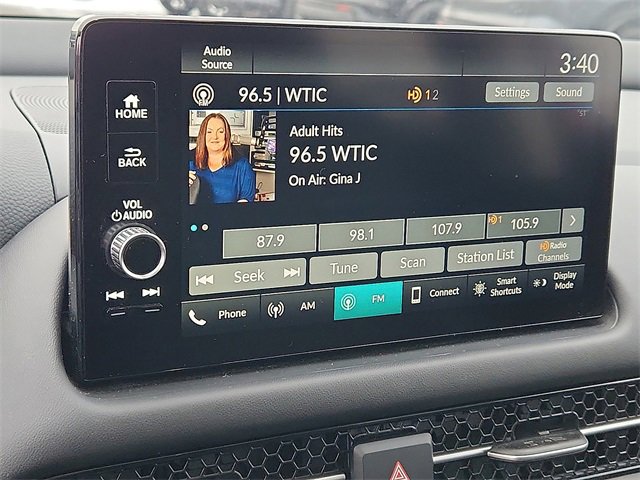 Audio
Source
3:40
HOME
FM
96.5 | WTIC
HD 1 2
Settings
Sound
BACK
Adult Hits
96.5 WTIC
On Air: Gina J
VOL
AUDIO
87.9
98.1
107.9
HD 1
105.9
Seek
Tune
Scan
Station List
HD Radio
Channels
Phone
AM
FM
Connect
Smart
Shortcuts
Display
Mode